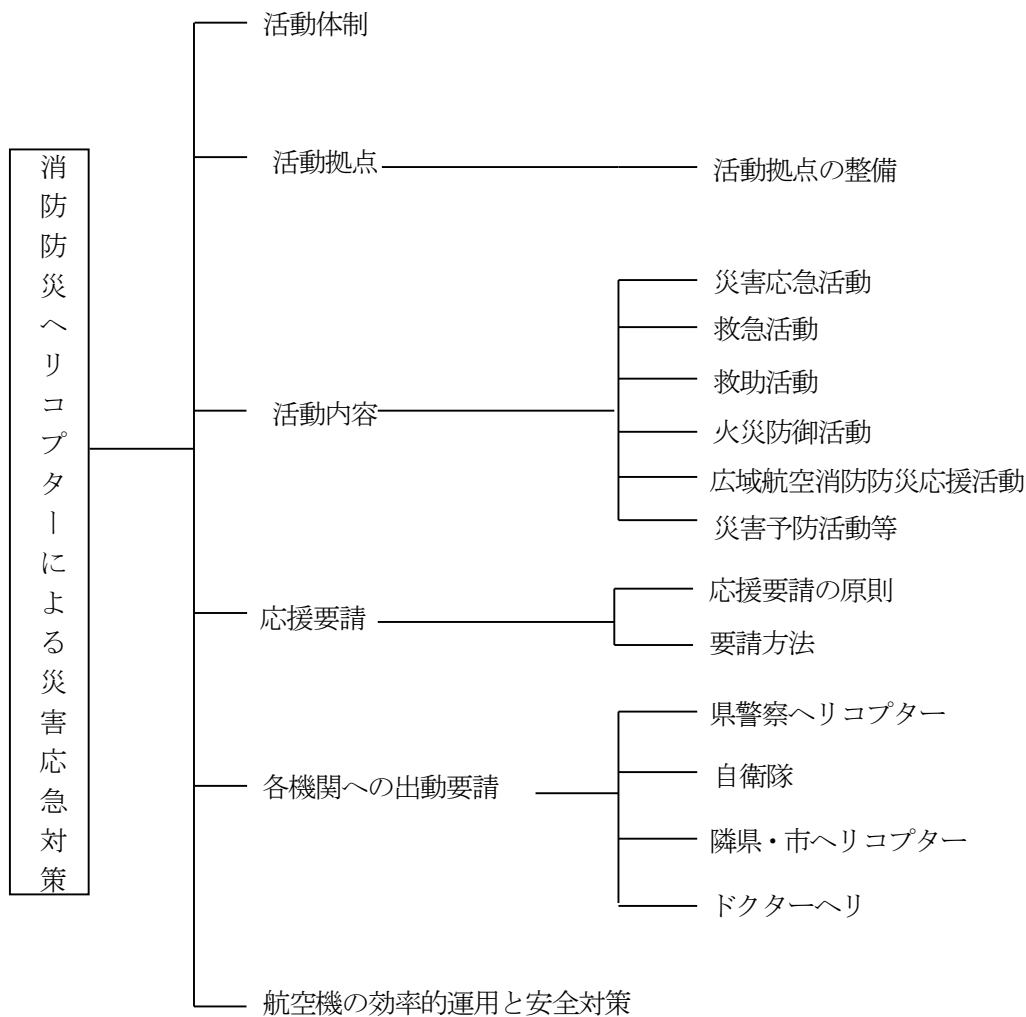 消防防災ヘリコプターによる災害応急対策
活動体制
活動拠点
活動拠点の整備
活動内容
災害応急活動
救急活動
救助活動
火災防御活動
広域航空消防防災応援活動
災害予防活動等
応援要請
応援要請の原則
要請方法
各機関への出動要請
県警察ヘリコプター
自衛隊
隣県・市ヘリコプター
ドクターヘリ
航空機の効率的運用と安全対策